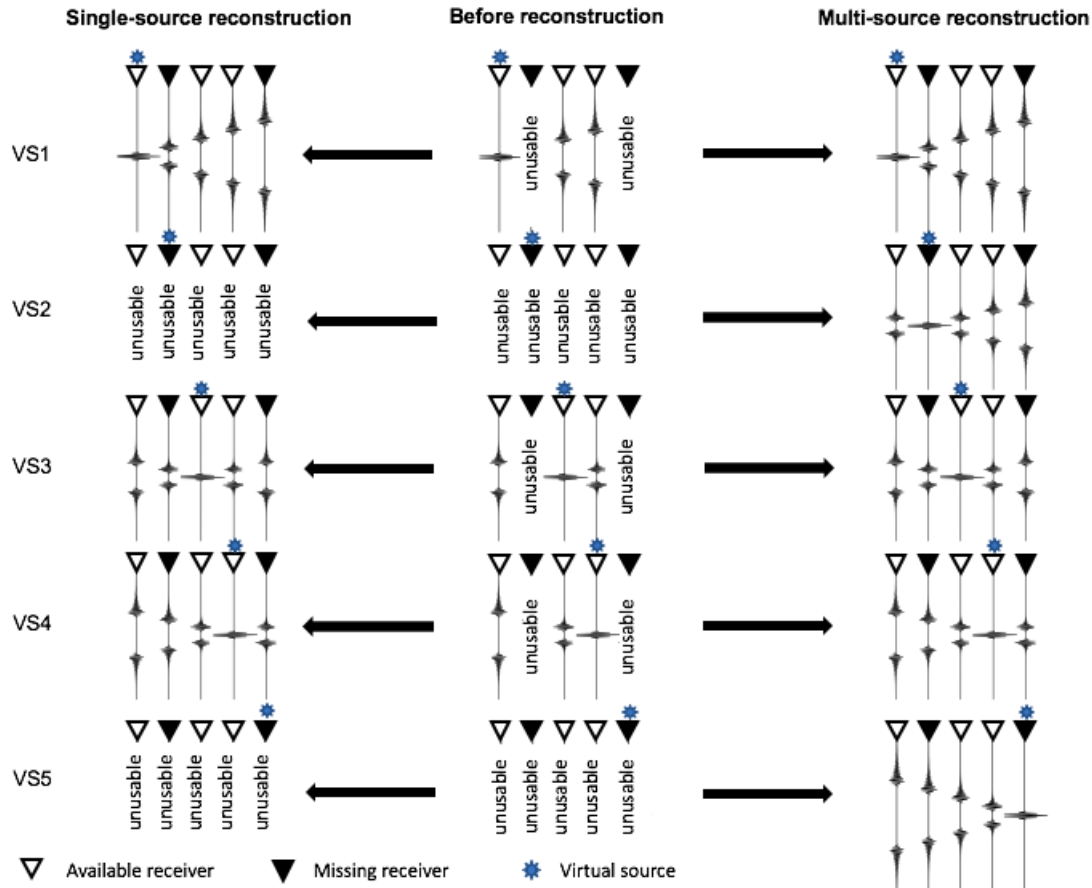 Single-source reconstruction Before reconstruction Multi-source reconstruction
VS1
unusable unusable
VS2
unusable unusable unusable unusable unusable unusable unusable unusable unusable unusable
VS3
unusable unusable
VS4
unusable unusable
VS5
unusable unusable unusable unusable unusable unusable unusable unusable unusable unusable
Available receiver Missing receiver Virtual source